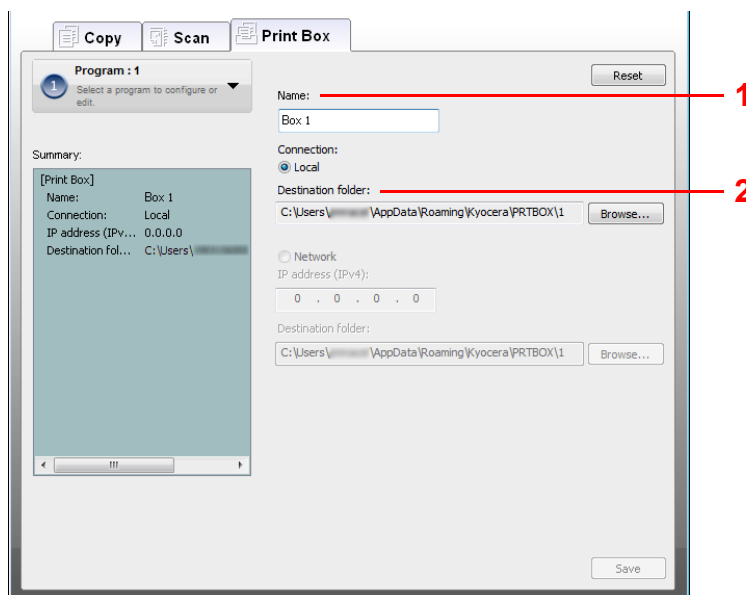 Copy
Scan
Print Box
Program : 1
1
Select a program to configure or
edit.
Reset
1
Name:
Box 1
Summary:
[Print Box]
Name: Box 1
Connection: Local
IP address (IPv... 0.0.0.0
Destination fol... C:\Users\
Connection:
Local
Destination folder:
2
C:\Users\ \AppData\Roaming\Kyocera\PRTBOX\1
Browse...
Network
IP address (IPv4):
0 . 0 . 0 . 0
Destination folder:
C:\Users\ \AppData\Roaming\Kyocera\PRTBOX\1
Browse...
Save